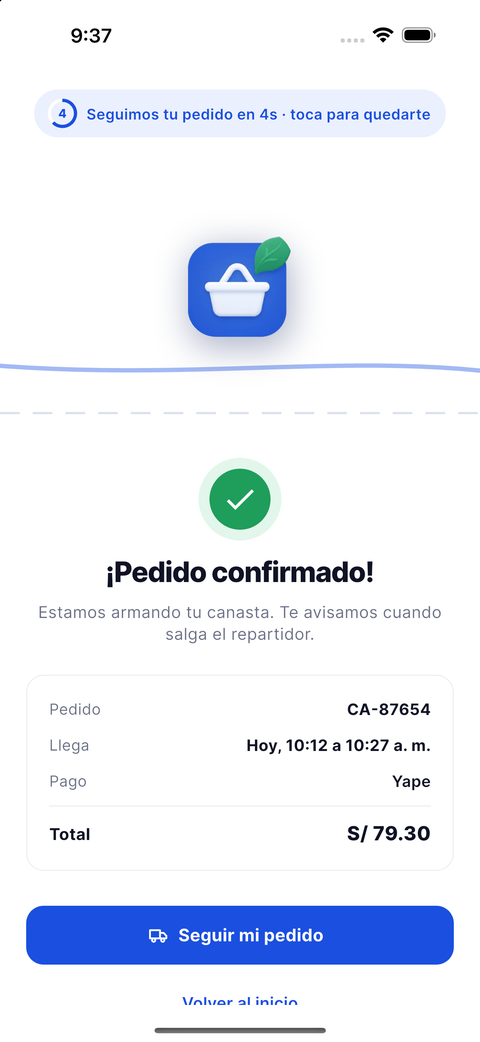 9:37
4
Seguimos tu pedido en 4s · toca para quedarte
¡Pedido confirmado!
Estamos armando tu canasta. Te avisamos cuando
salga el repartidor.
Pedido CA-87654
Llega Hoy, 10:12 a 10:27 a. m.
Pago Yape
Total S/ 79.30
Seguir mi pedido
Volver al inicio